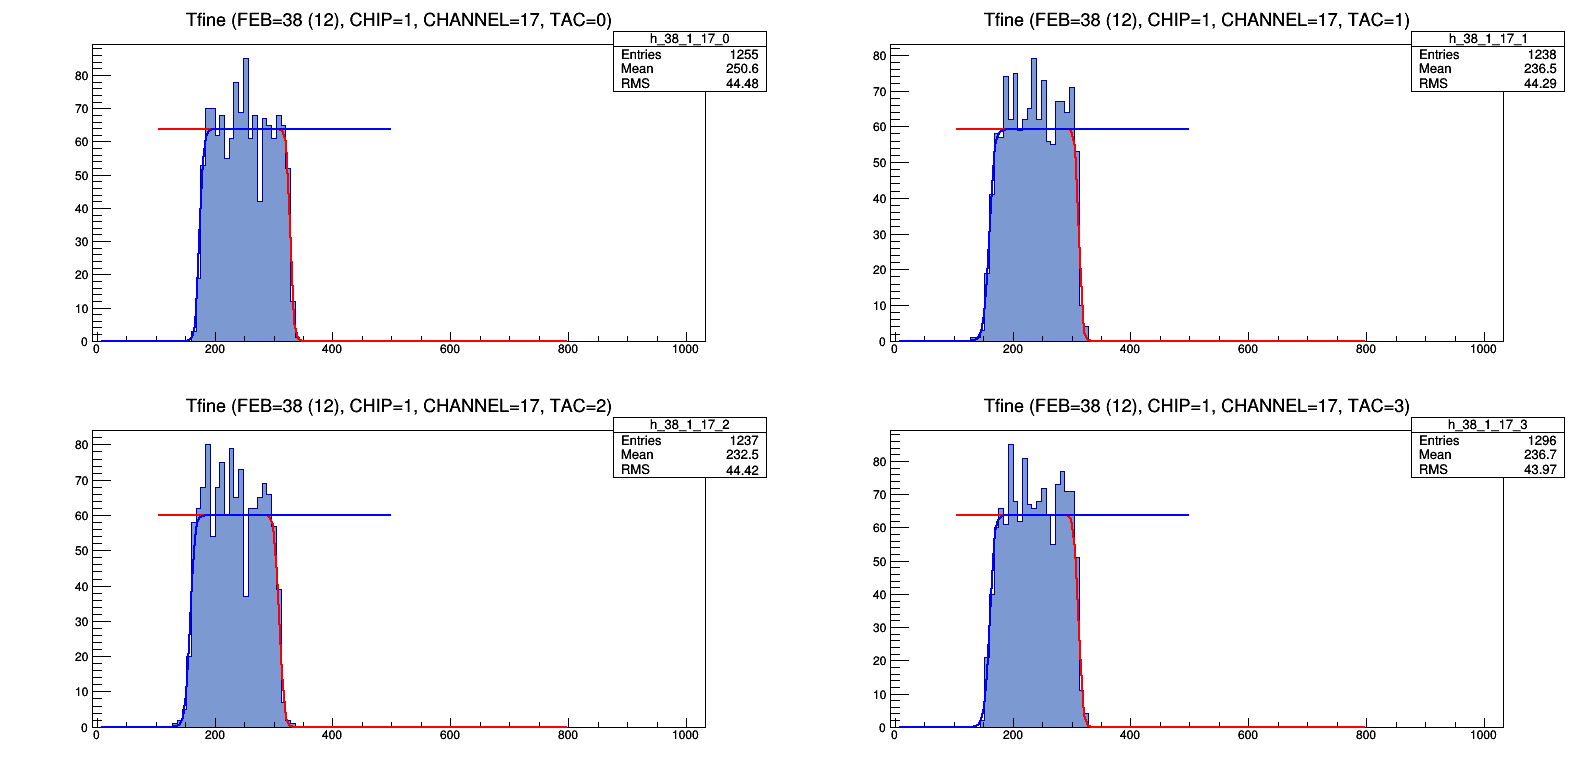 Tfine (FEB=38 (12), CHIP=1, CHANNEL=17, TAC=0)
h_38_1_17_0
Entries 1255
Mean 250.6
RMS 44.48
80
70
60
50
40
30
20
10
0
0 200 400 600 800 1000
Tfine (FEB=38 (12), CHIP=1, CHANNEL=17, TAC=1)
h_38_1_17_1
Entries 1238
Mean 236.5
RMS 44.29
80
70
60
50
40
30
20
10
0
0 200 400 600 800 1000
Tfine (FEB=38 (12), CHIP=1, CHANNEL=17, TAC=2)
h_38_1_17_2
Entries 1237
Mean 232.5
RMS 44.42
80
70
60
50
40
30
20
10
0
0 200 400 600 800 1000
Tfine (FEB=38 (12), CHIP=1, CHANNEL=17, TAC=3)
h_38_1_17_3
Entries 1296
Mean 236.7
RMS 43.97
80
70
60
50
40
30
20
10
0
0 200 400 600 800 1000